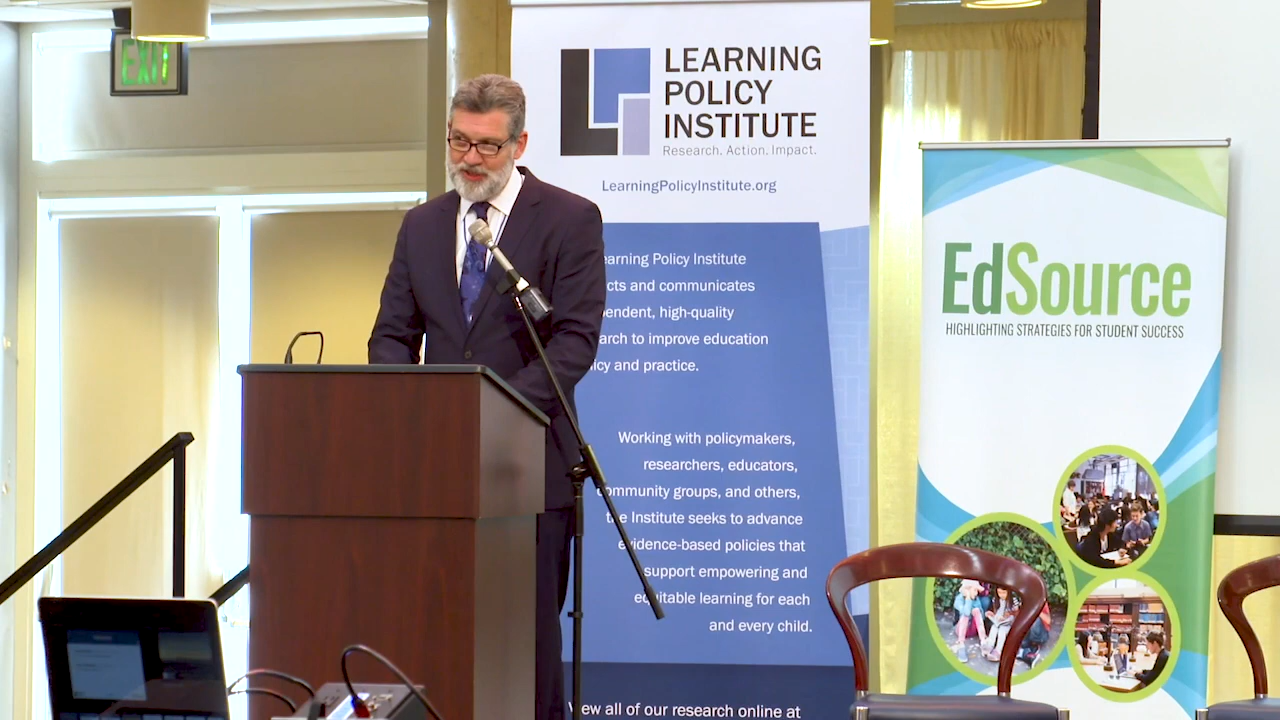 EXIT
LEARNING
POLICY
INSTITUTE
Research. Action. Impact.
LearningPolicyInstitute.org
earning Policy Institute
cts and communicates
endent, high-quality
arch to improve education
icy and practice.
Working with policymakers,
researchers, educators,
community groups, and others,
the Institute seeks to advance
evidence-based policies that
support empowering and
equitable learning for each
and every child.
View all of our research online at
EdSource
HIGHLIGHTING STRATEGIES FOR STUDENT SUCCESS